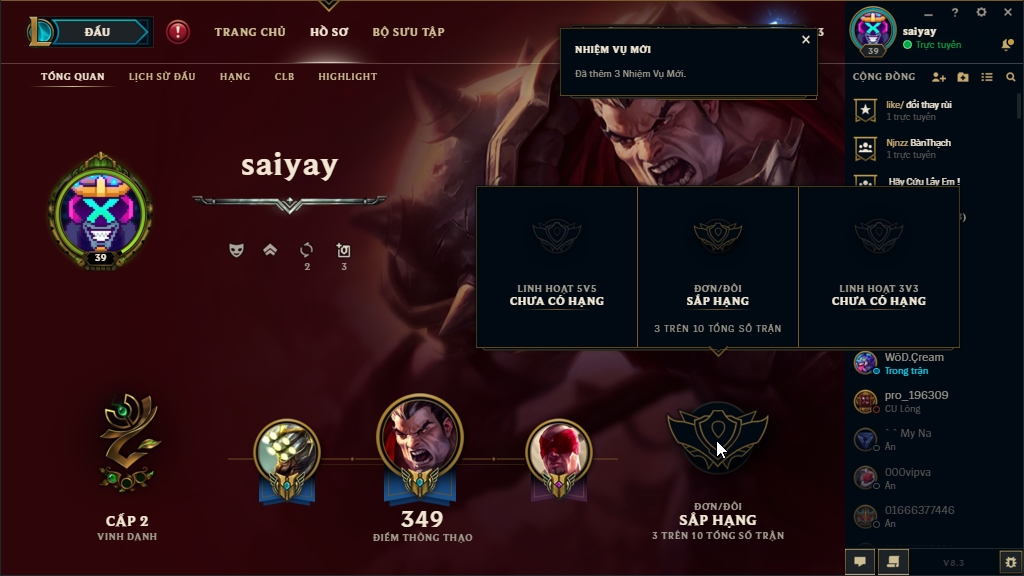 ĐẤU
TRANG CHỦ
HỒ SƠ
BỘ SƯU TẬP
3
NHIỆM VỤ MỚI
Đã thêm 3 Nhiệm Vụ Mới.
saiyay
39
Trực tuyến
TỔNG QUAN
LỊCH SỬ ĐẤU
HẠNG
CLB
HIGHLIGHT
CỘNG ĐỒNG
like/ đổi thay rùi
1 trực tuyến
Njnzz BànThạch
1 trực tuyến
Hãy Cứu Lấy Em !
saiyay
39
2
3
LINH HOẠT 5V5
CHƯA CÓ HẠNG
ĐƠN/ĐÔI
SẮP HẠNG
3 TRÊN 10 TỔNG SỐ TRẬN
LINH HOẠT 3V3
CHƯA CÓ HẠNG
WöD.Çream
Trong trận
pro_196309
CU Lòng
My Na
Ẩn
000vipva
Ẩn
01666377446
Ẩn
CẤP 2
VINH DANH
349
ĐIỂM THÔNG THẠO
ĐƠN/ĐÔI
SẮP HẠNG
3 TRÊN 10 TỔNG SỐ TRẬN
V8.3